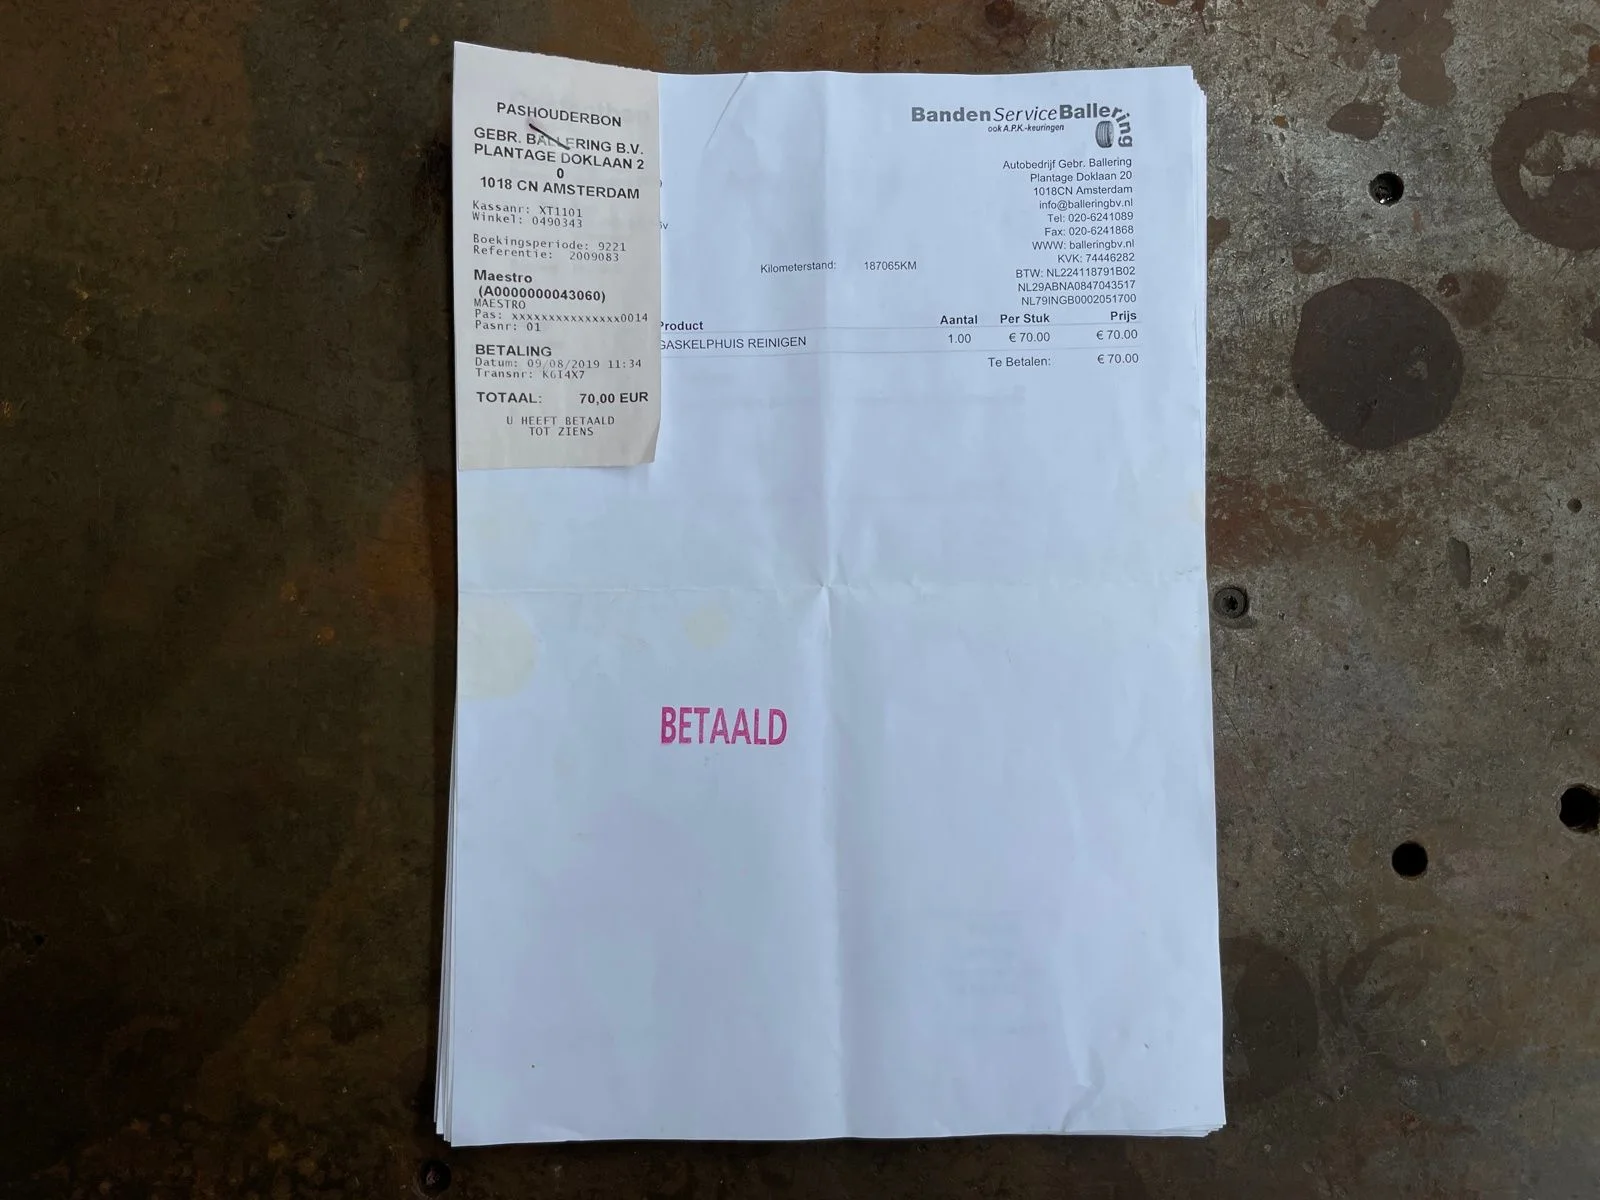 PASHOUDERBON
GEBR. BALLERING B.V.
PLANTAGE DOKLAAN 2
0
1018 CN AMSTERDAM
Kassanr: XT1101
Winkel: 0490343
Boekingsperiode: 9221
Referentie: 2009083
Maestro
(A0000000043060)
MAESTRO
Pas: xxxxxxxxxxxxxxx0014
Pasnr: 01
BETALING
Datum: 09/08/2019 11:34
Transnr: K6I4X7
TOTAAL: 70,00 EUR
U HEEFT BETAALD
TOT ZIENS
BandenServiceBallering
ook A.P.K.-keuringen
Autobedrijf Gebr. Ballering
Plantage Doklaan 20
1018CN Amsterdam
info@balleringbv.nl
Tel: 020-6241089
Fax: 020-6241868
WWW: balleringbv.nl
KVK: 74446282
BTW: NL224118791B02
NL29ABNA0847043517
NL79INGB0002051700
Kilometerstand: 187065KM
Product Aantal Per Stuk Prijs
GASKELPHUIS REINIGEN 1.00 € 70.00 € 70.00
Te Betalen: € 70.00
BETAALD